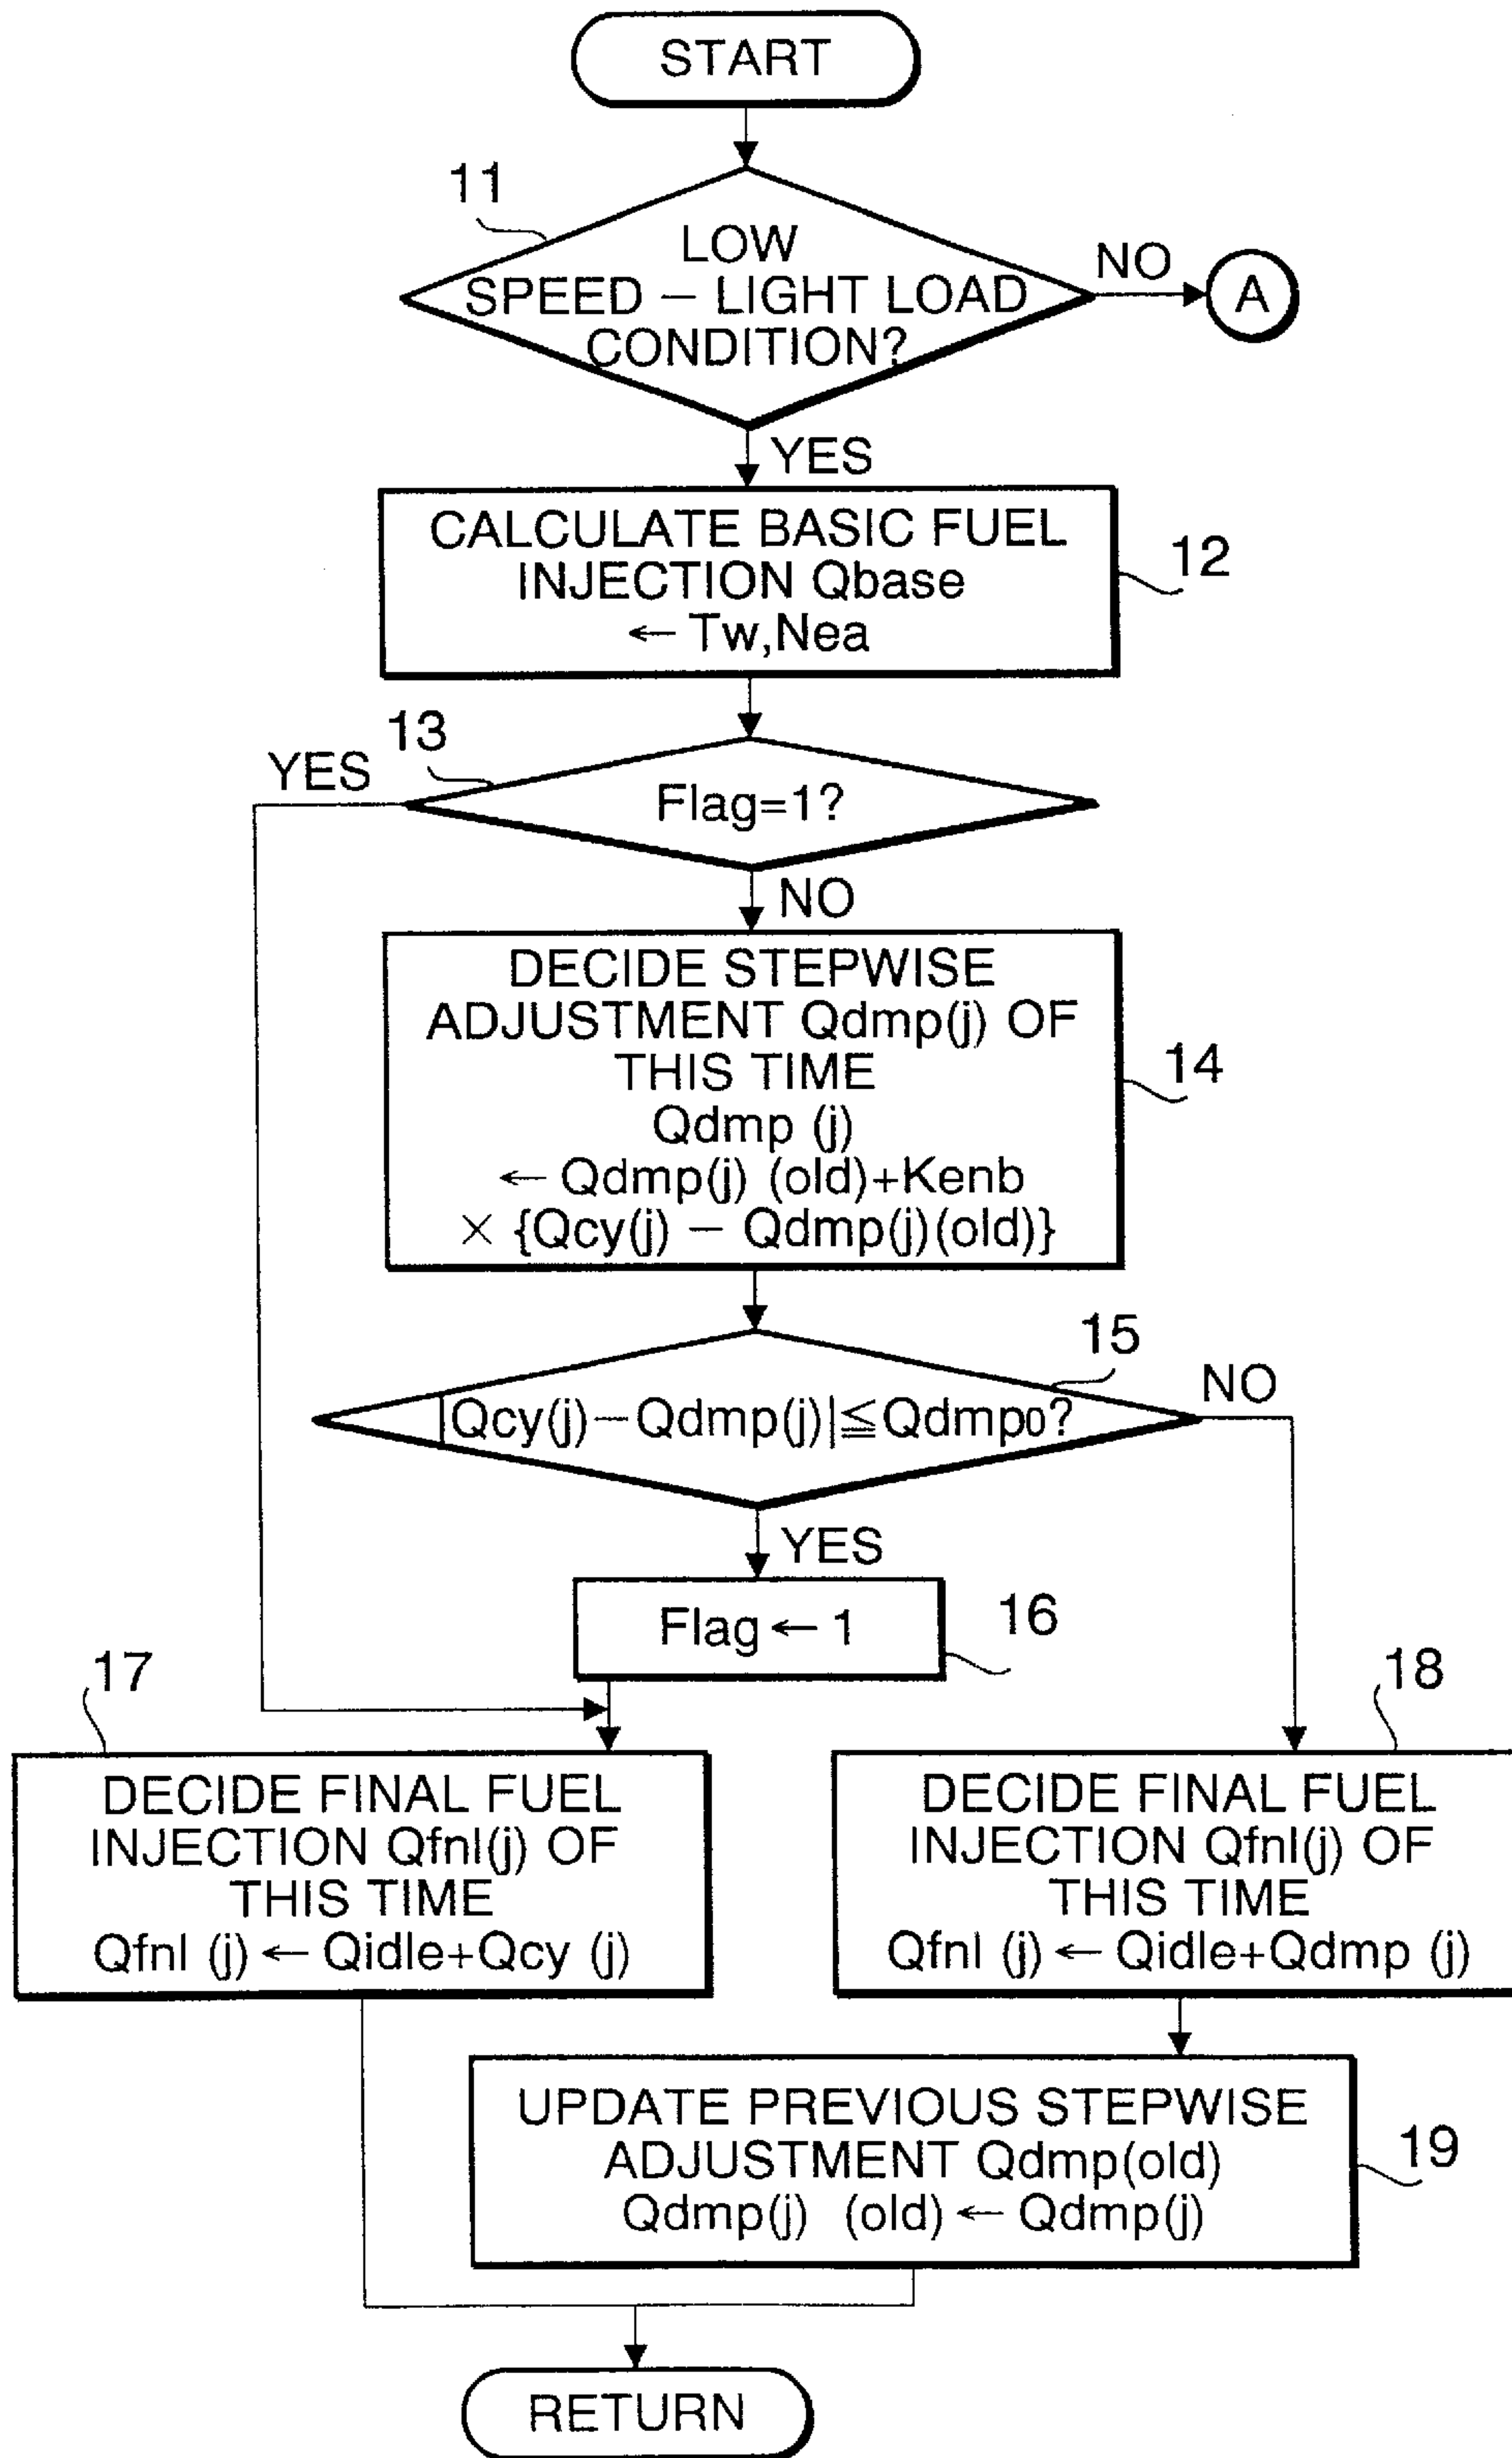 START
11
LOW
SPEED – LIGHT LOAD
CONDITION?
NO
A
YES
CALCULATE BASIC FUEL
INJECTION Qbase
← Tw,Nea
12
13
YES
Flag=1?
NO
DECIDE STEPWISE
ADJUSTMENT Qdmp(j) OF
THIS TIME
Qdmp (j)
← Qdmp(j) (old)+Kenb
× {Qcy(j) – Qdmp(j)(old)}
14
15
|Qcy(j)–Qdmp(j)|≦Qdmp0?
NO
YES
Flag ← 1
16
17
DECIDE FINAL FUEL
INJECTION Qfnl(j) OF
THIS TIME
Qfnl (j) ← Qidle+Qcy (j)
18
DECIDE FINAL FUEL
INJECTION Qfnl(j) OF
THIS TIME
Qfnl (j) ← Qidle+Qdmp (j)
UPDATE PREVIOUS STEPWISE
ADJUSTMENT Qdmp(old)
Qdmp(j) (old) ← Qdmp(j)
19
RETURN